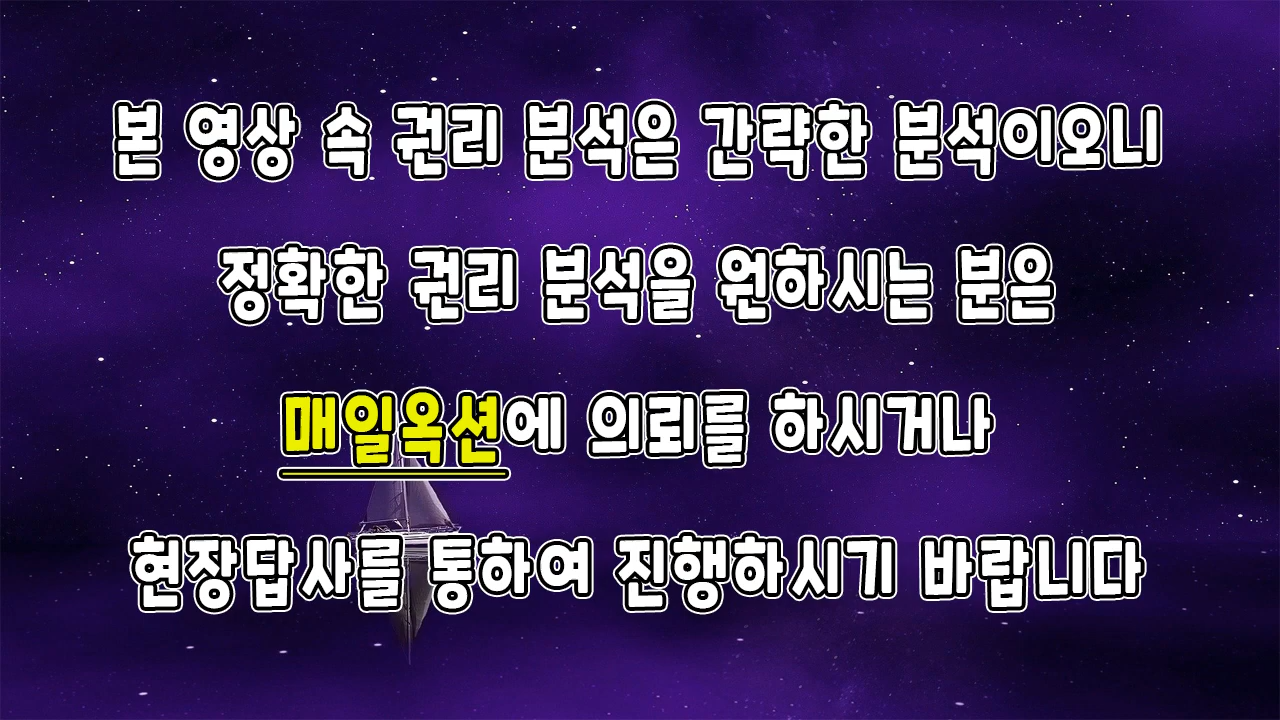 본 영상 속 권리 분석은 간략한 분석이오니
정확한 권리 분석을 원하시는 분은
매일옥션에 의뢰를 하시거나
현장답사를 통하여 진행하시기 바랍니다